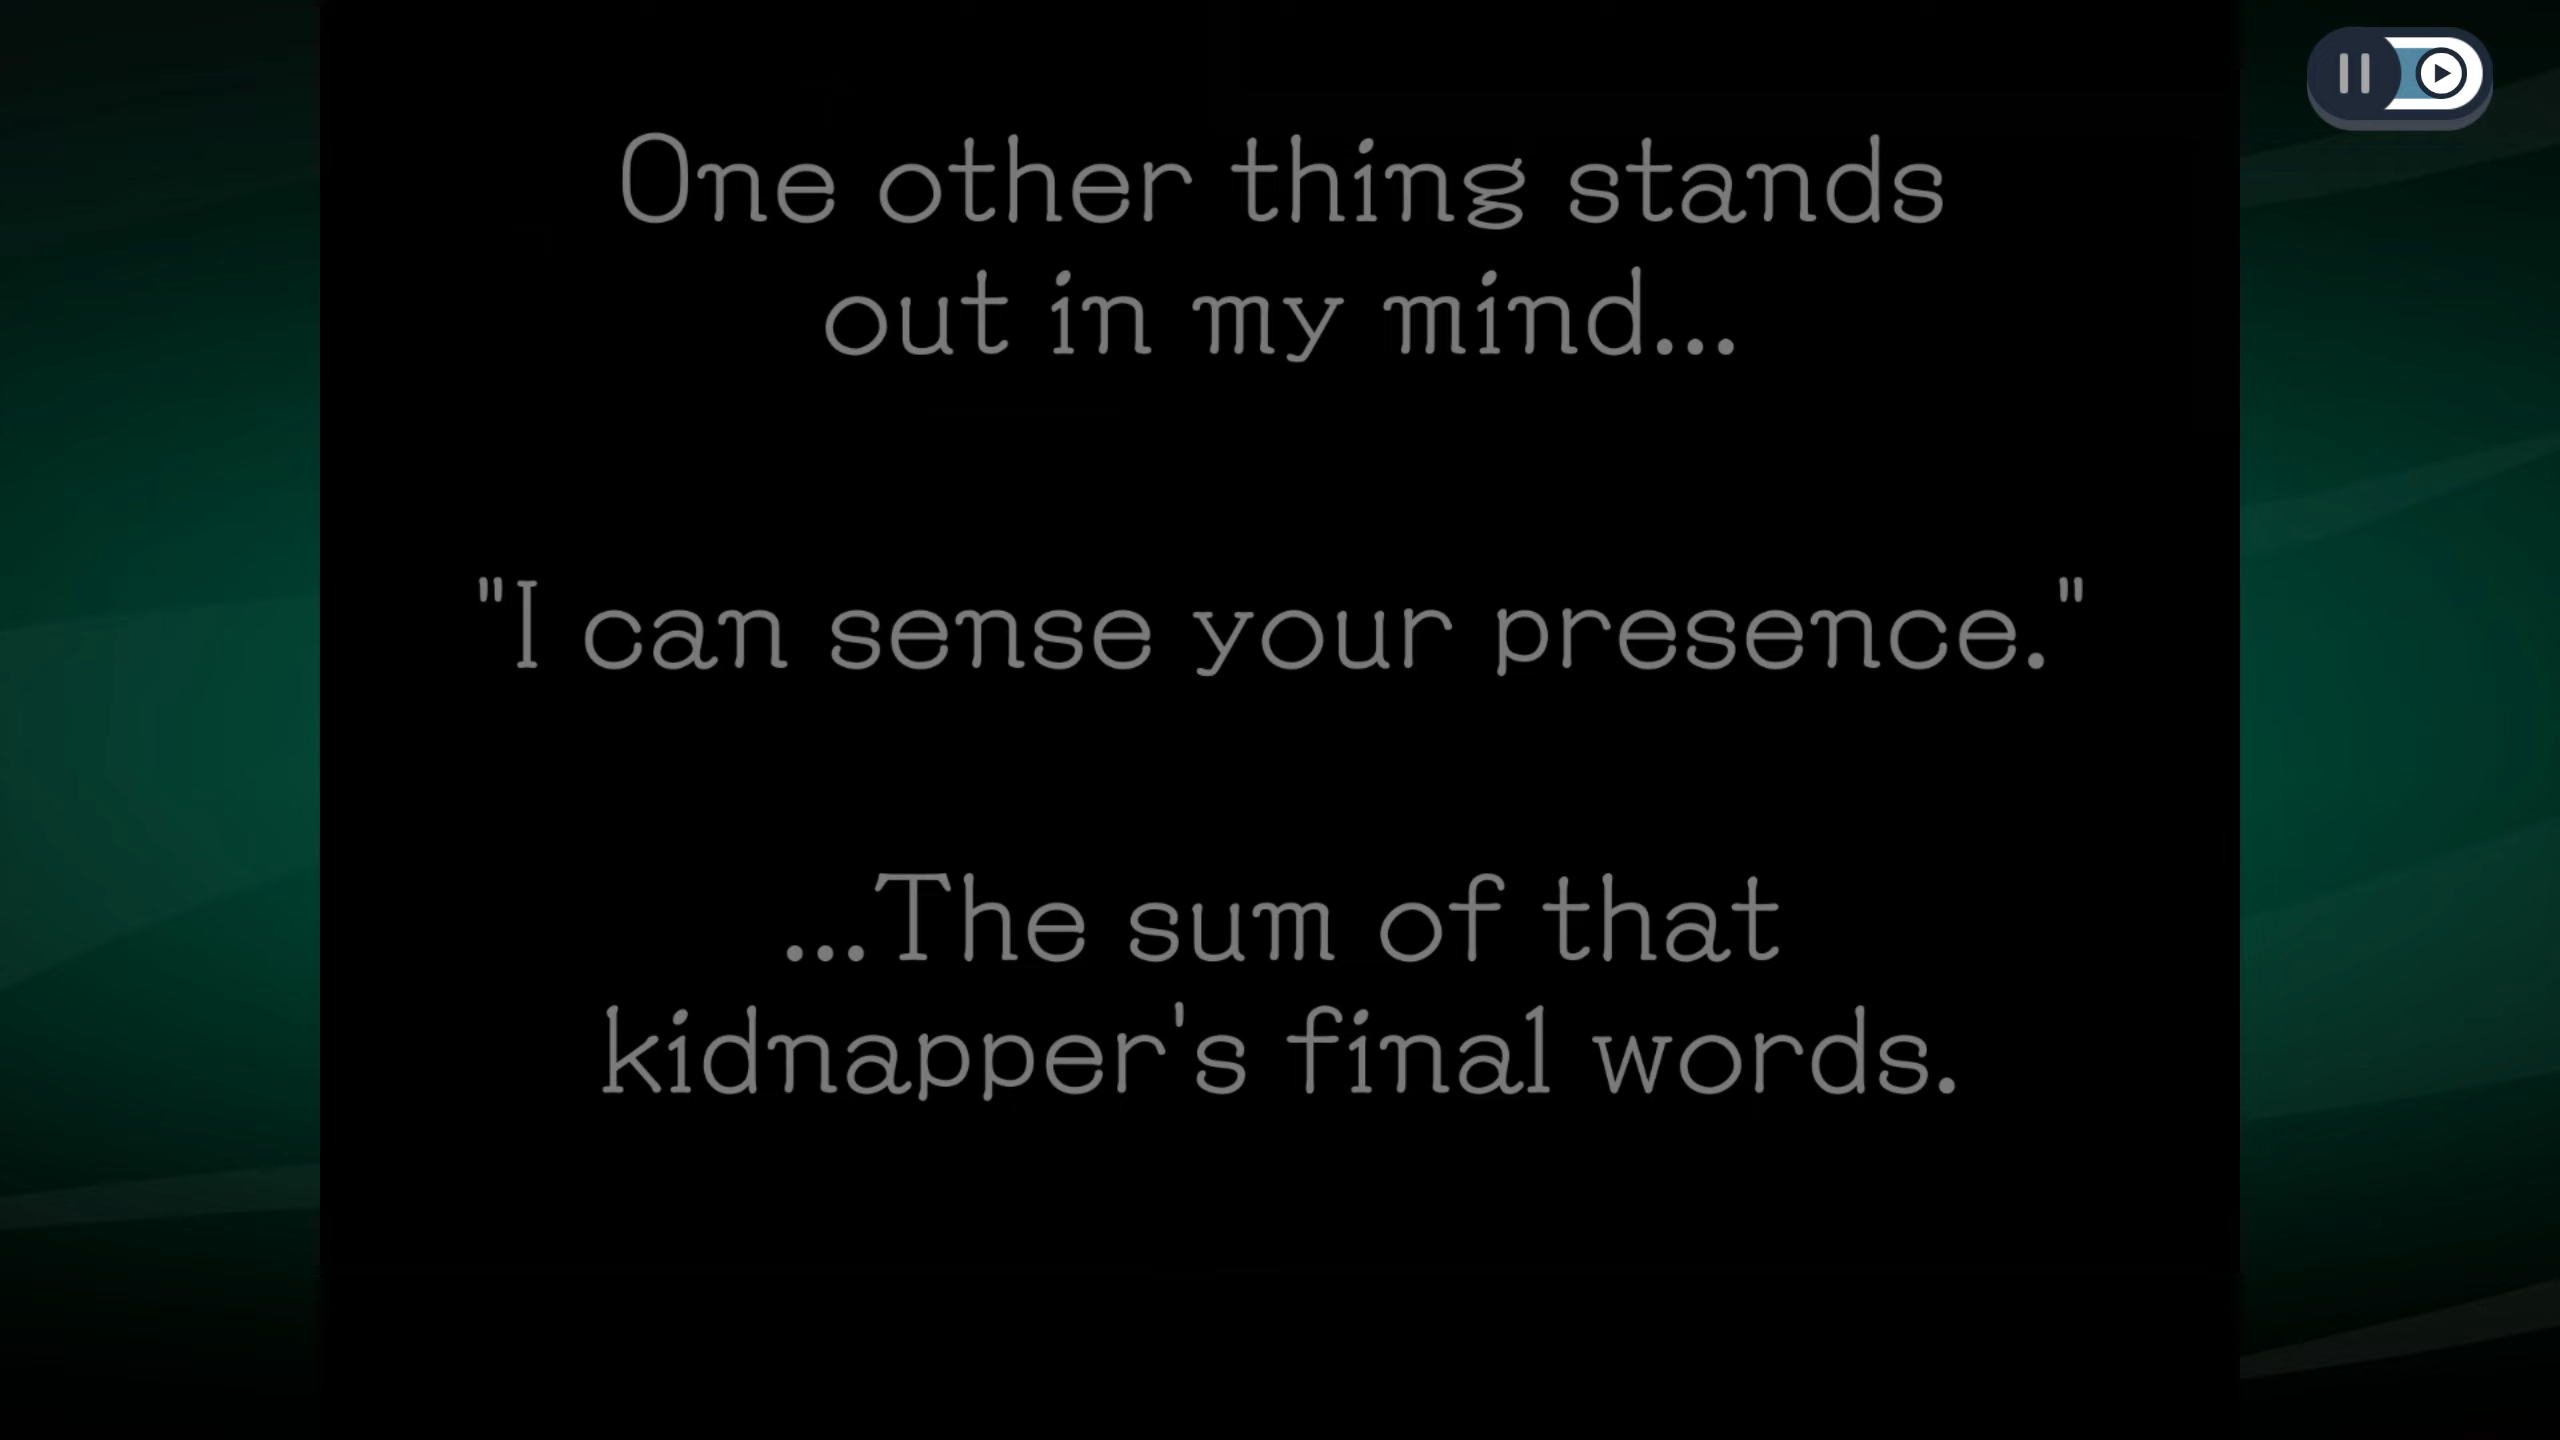 One other thing stands
out in my mind...
"I can sense your presence."
...The sum of that
kidnapper's final words.